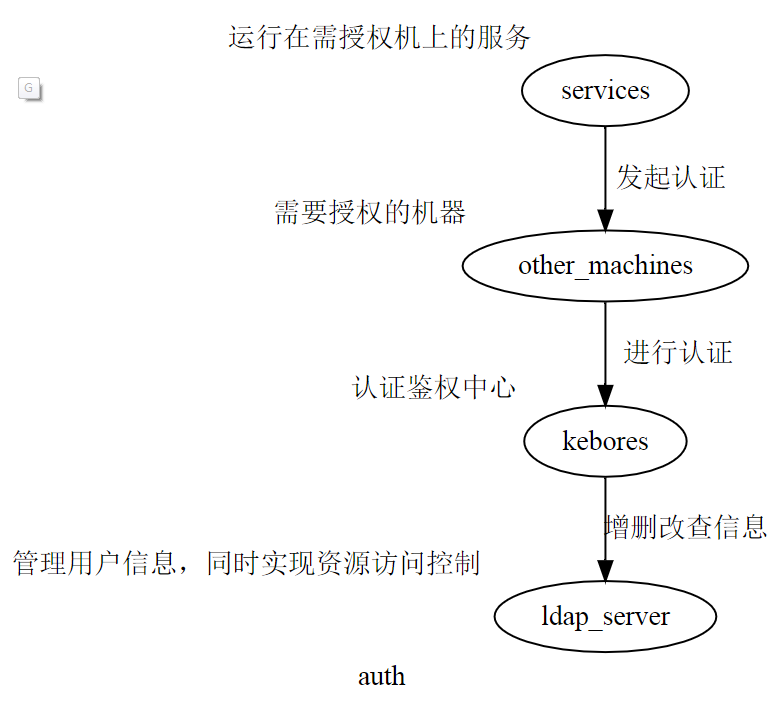 运行在需授权机上的服务
services
G
发起认证
需要授权的机器
other_machines
进行认证
认证鉴权中心
kebores
增删改查信息
管理用户信息，同时实现资源访问控制
ldap_server
auth